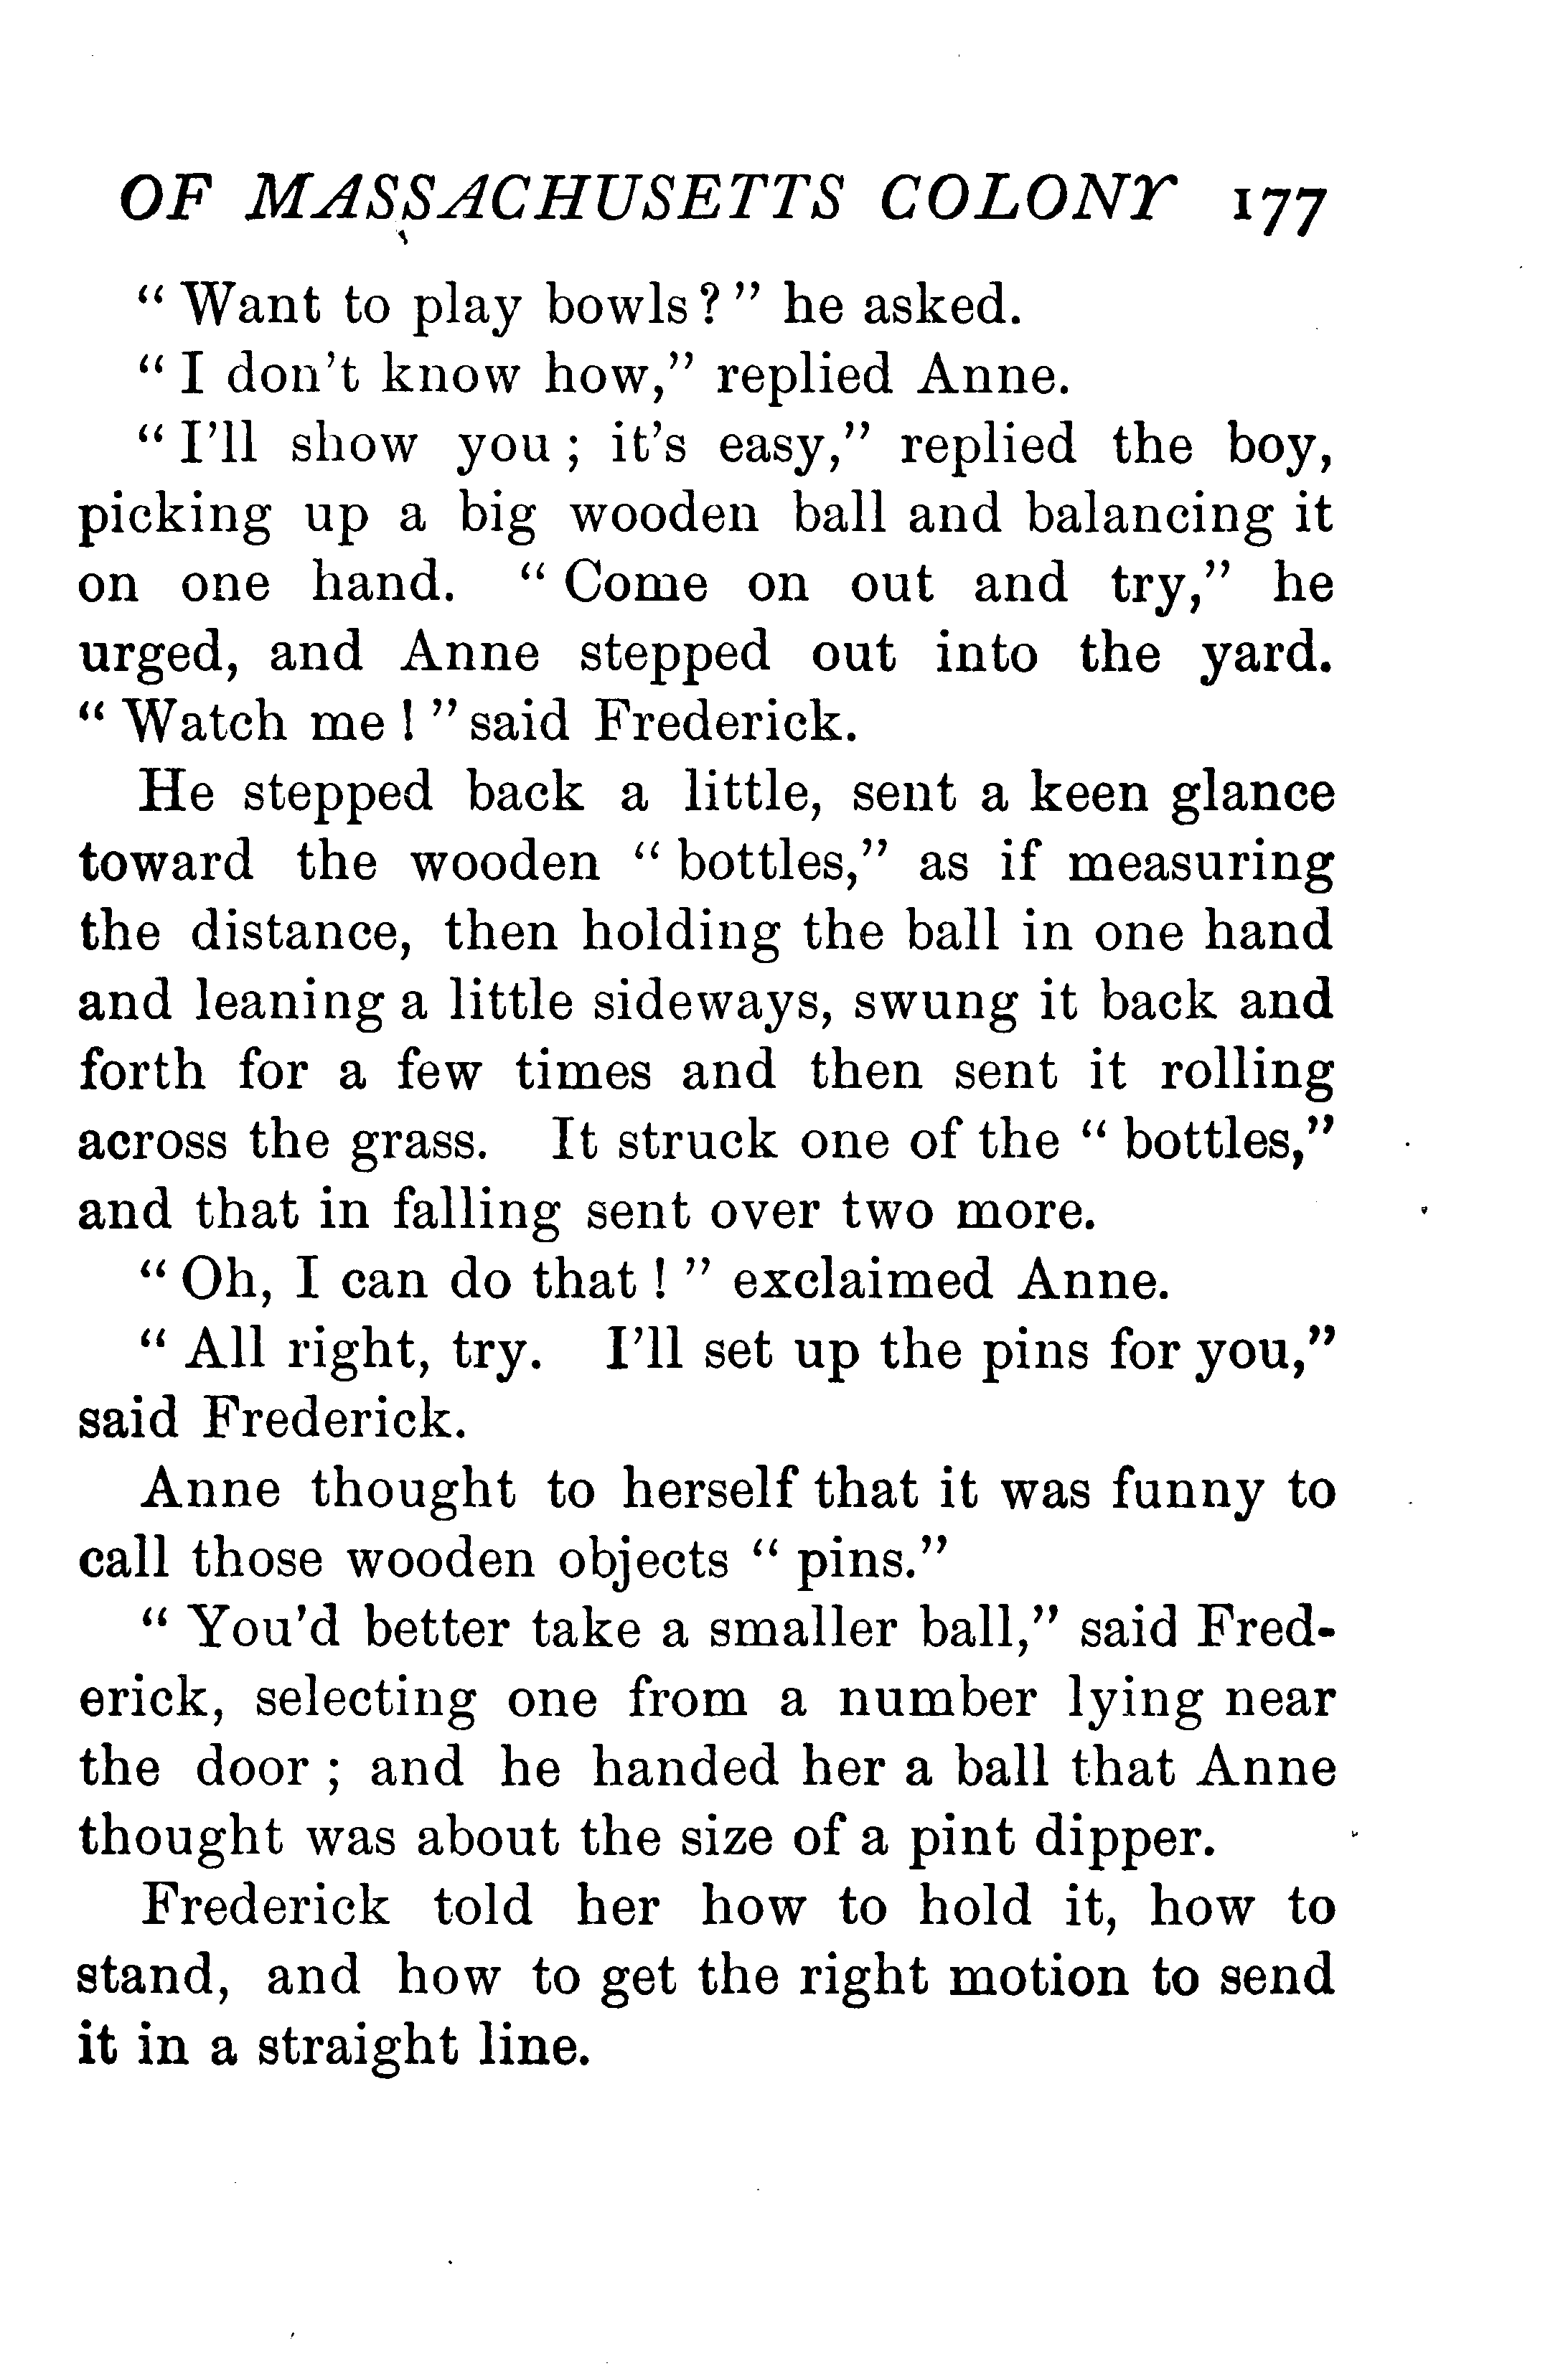 OF MASSACHUSETTS COLONY 177
“Want to play bowls?” he asked.
“I don't know how,” replied Anne.
“I'll show you; it's easy,” replied the boy,
picking up a big wooden ball and balancing it
on one hand. “Come on out and try,” he
urged, and Anne stepped out into the yard.
“Watch me!” said Frederick.
He stepped back a little, sent a keen glance
toward the wooden “bottles,” as if measuring
the distance, then holding the ball in one hand
and leaning a little sideways, swung it back and
forth for a few times and then sent it rolling
across the grass. It struck one of the “bottles,”
and that in falling sent over two more.
“Oh, I can do that!” exclaimed Anne.
“All right, try. I'll set up the pins for you,”
said Frederick.
Anne thought to herself that it was funny to
call those wooden objects “pins.”
“You'd better take a smaller ball,” said Fred-
erick, selecting one from a number lying near
the door; and he handed her a ball that Anne
thought was about the size of a pint dipper.
Frederick told her how to hold it, how to
stand, and how to get the right motion to send
it in a straight line.